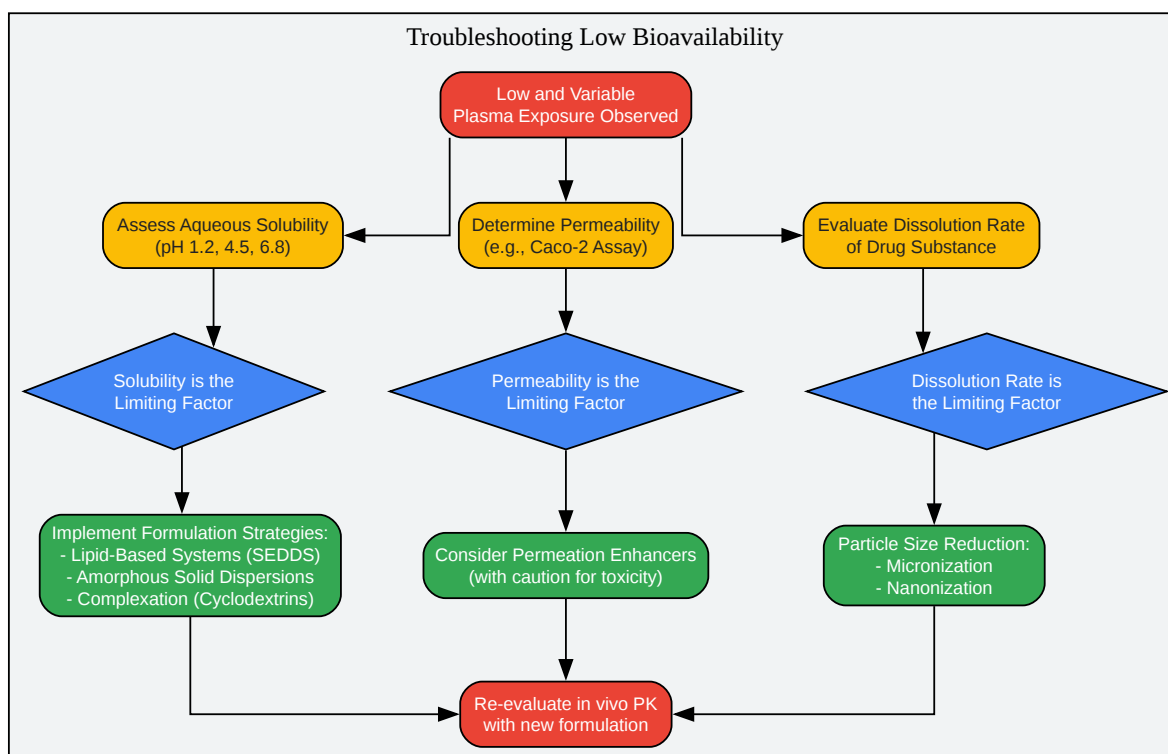 Troubleshooting Low Bioavailability
Low and Variable
Plasma Exposure Observed
Assess Aqueous Solubility
(pH 1.2, 4.5, 6.8)
Determine Permeability
(e.g., Caco-2 Assay)
Evaluate Dissolution Rate
of Drug Substance
Solubility is the
Limiting Factor
Permeability is the
Limiting Factor
Dissolution Rate is
the Limiting Factor
Implement Formulation Strategies:
- Lipid-Based Systems (SEDDS)
- Amorphous Solid Dispersions
- Complexation (Cyclodextrins)
Consider Permeation Enhancers
(with caution for toxicity)
Particle Size Reduction:
- Micronization
- Nanonization
Re-evaluate in vivo PK
with new formulation